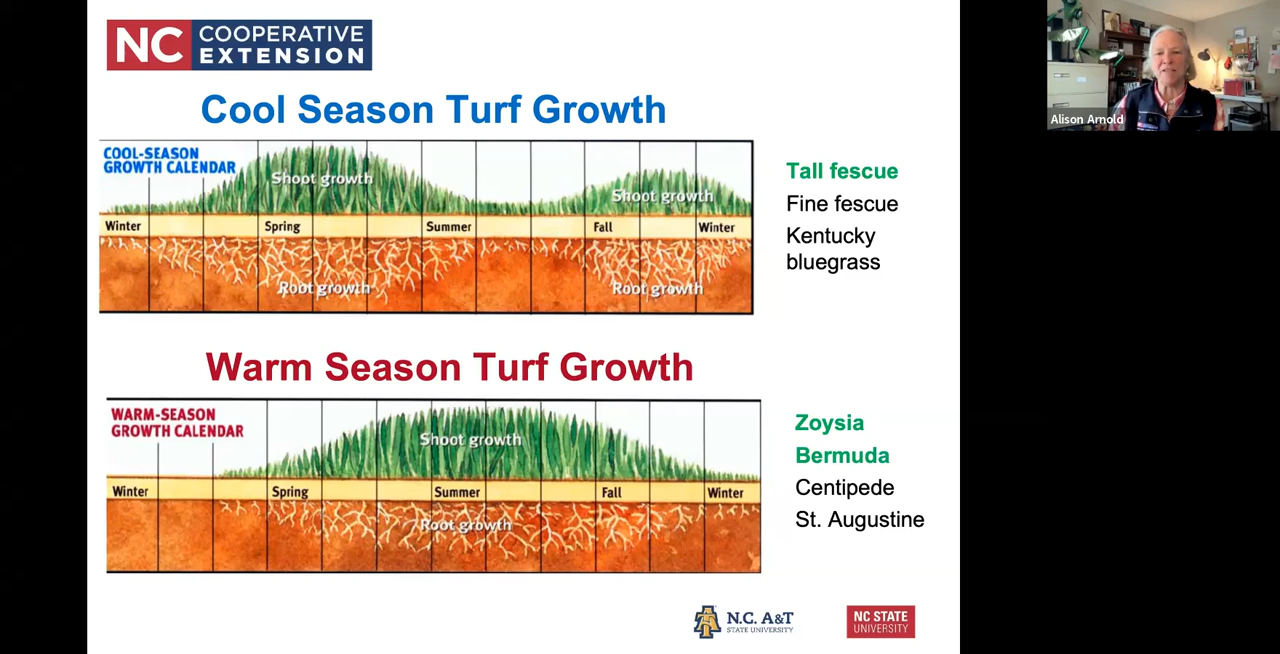 NC COOPERATIVE
EXTENSION
Alison Arnold
Cool Season Turf Growth
COOL-SEASON
GROWTH CALENDAR
Shoot growth
Shoot growth
Winter Spring Summer Fall Winter
Root growth
Root growth
Tall fescue
Fine fescue
Kentucky
bluegrass
Warm Season Turf Growth
WARM-SEASON
GROWTH CALENDAR
Shoot growth
Winter Spring Summer Fall Winter
Root growth
Zoysia
Bermuda
Centipede
St. Augustine
N.C. A&T
STATE UNIVERSITY
NC STATE
UNIVERSITY